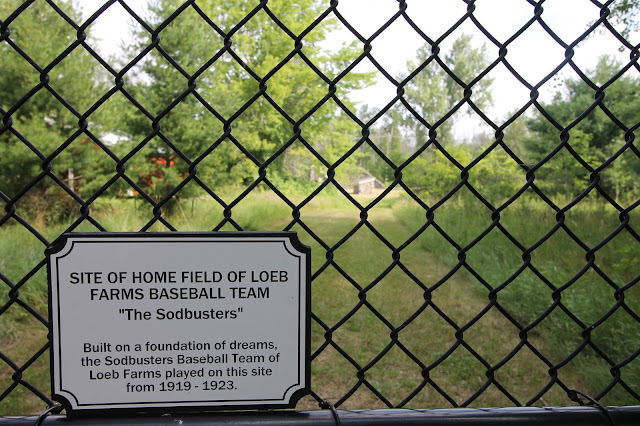 SITE OF HOME FIELD OF LOEB
FARMS BASEBALL TEAM
"The Sodbusters"
Built on a foundation of dreams,
the Sodbusters Baseball Team of
Loeb Farms played on this site
from 1919 - 1923.